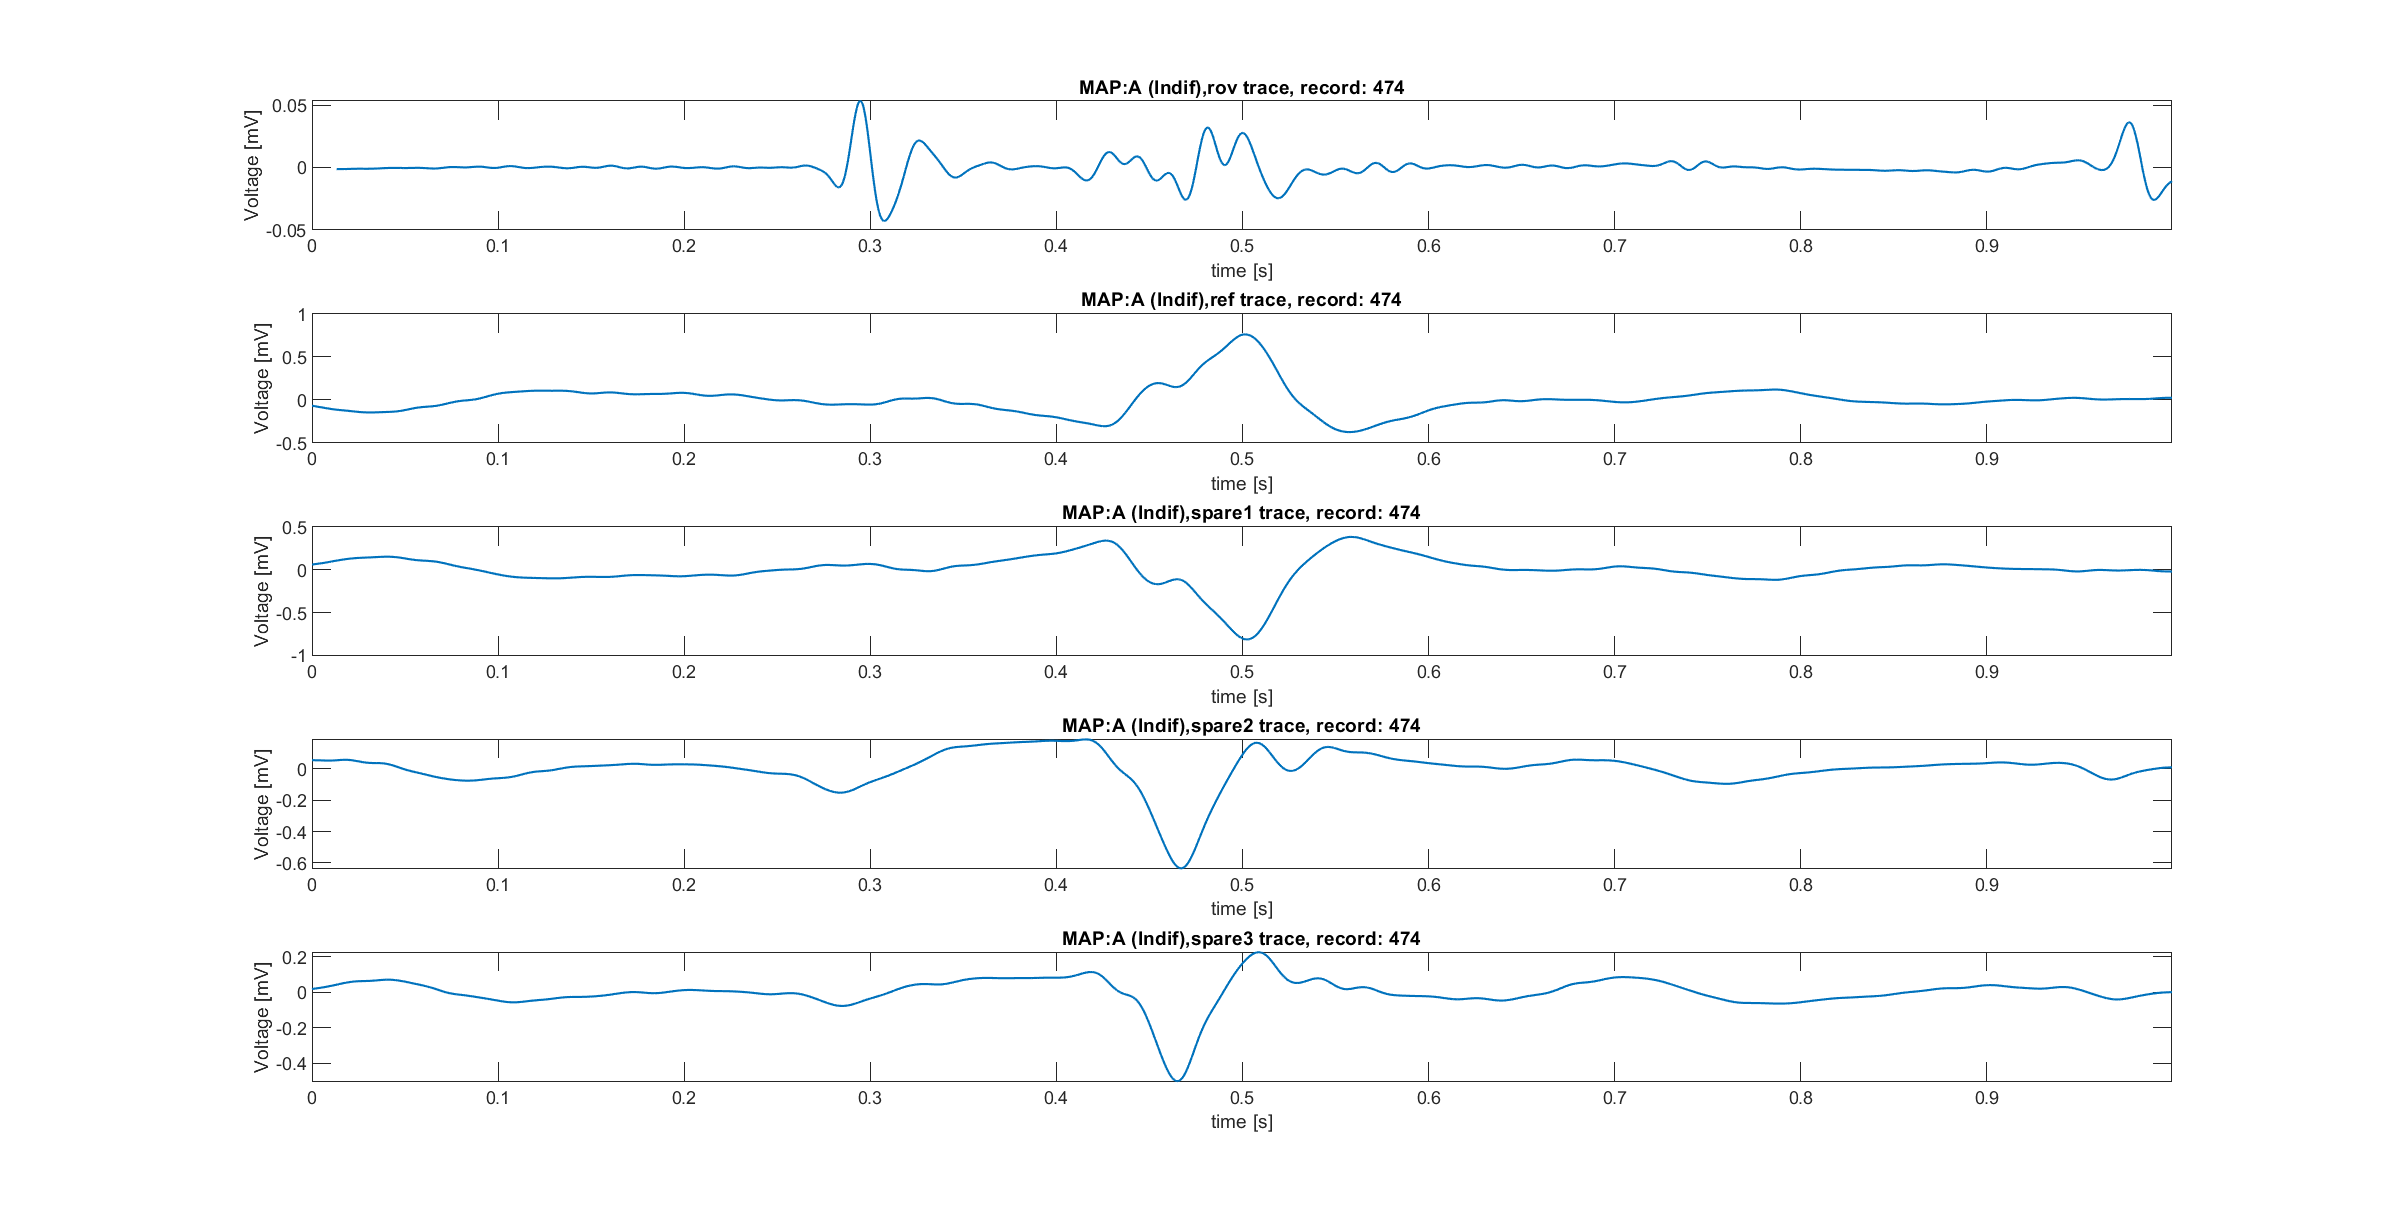 MAP:A (Indif),rov trace, record: 474
Voltage [mV]
0.05
0
-0.05
0 0.1 0.2 0.3 0.4 0.5 0.6 0.7 0.8 0.9
time [s]
MAP:A (Indif),ref trace, record: 474
Voltage [mV]
1
0.5
0
-0.5
0 0.1 0.2 0.3 0.4 0.5 0.6 0.7 0.8 0.9
time [s]
MAP:A (Indif),spare1 trace, record: 474
Voltage [mV]
0.5
0
-0.5
-1
0 0.1 0.2 0.3 0.4 0.5 0.6 0.7 0.8 0.9
time [s]
MAP:A (Indif),spare2 trace, record: 474
Voltage [mV]
0
-0.2
-0.4
-0.6
0 0.1 0.2 0.3 0.4 0.5 0.6 0.7 0.8 0.9
time [s]
MAP:A (Indif),spare3 trace, record: 474
Voltage [mV]
0.2
0
-0.2
-0.4
0 0.1 0.2 0.3 0.4 0.5 0.6 0.7 0.8 0.9
time [s]